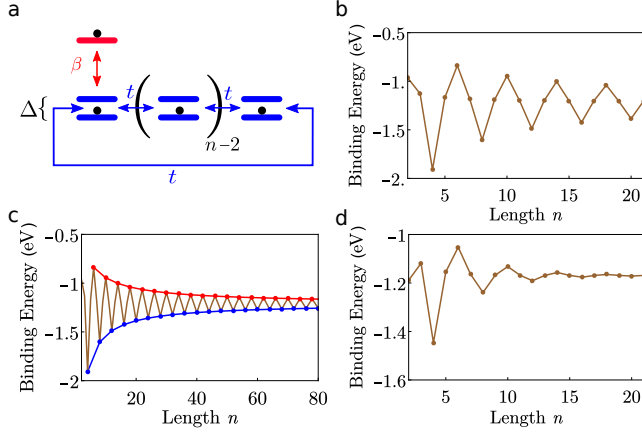 a
β
Δ{
t
(
t
)
n−2
t
b
Binding Energy (eV)
−0.5
−1.
−1.5
−2.
5
10
15
20
Length n
c
Binding Energy (eV)
−0.5
−1
−1.5
−2
20
40
60
80
Length n
d
Binding Energy (eV)
−1
−1.2
−1.4
−1.6
5
10
15
20
Length n